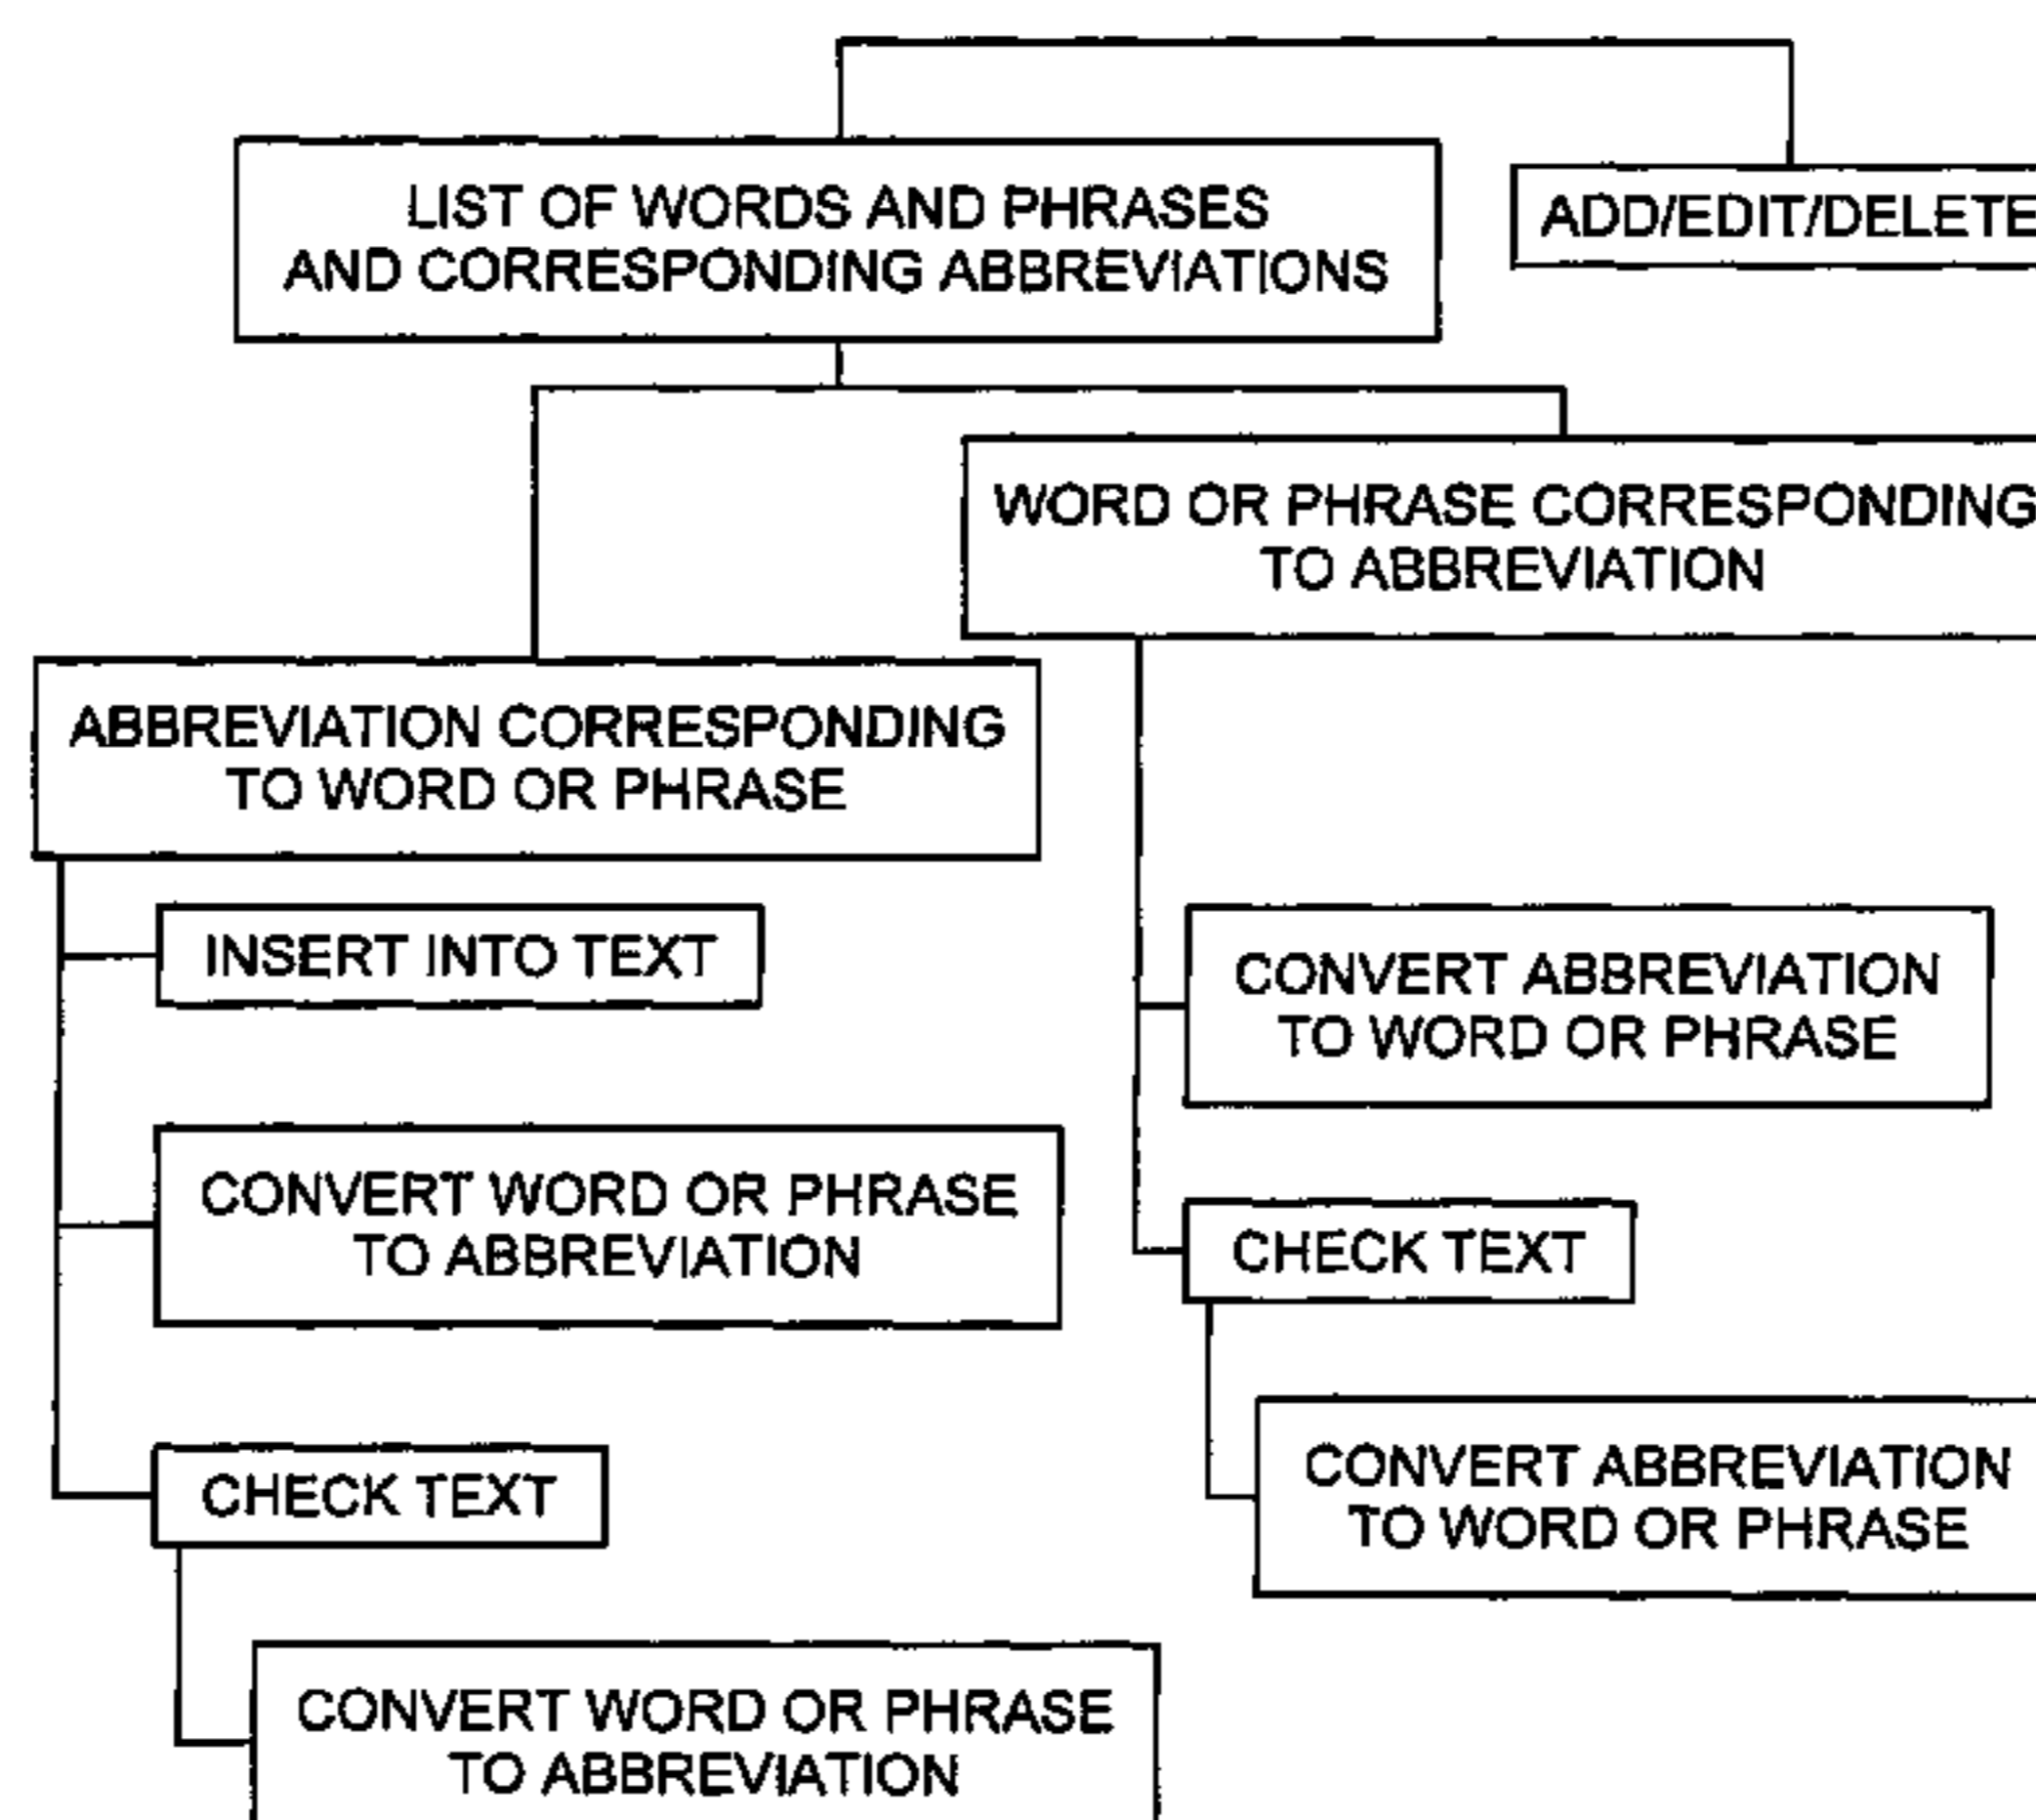 LIST OF WORDS AND PHRASES
AND CORRESPONDING ABBREVIATIONS
ADD/EDIT/DELETE
WORD OR PHRASE CORRESPONDING
TO ABBREVIATION
ABBREVIATION CORRESPONDING
TO WORD OR PHRASE
INSERT INTO TEXT
CONVERT WORD OR PHRASE
TO ABBREVIATION
CHECK TEXT
CONVERT WORD OR PHRASE
TO ABBREVIATION
CONVERT ABBREVIATION
TO WORD OR PHRASE
CHECK TEXT
CONVERT ABBREVIATION
TO WORD OR PHRASE